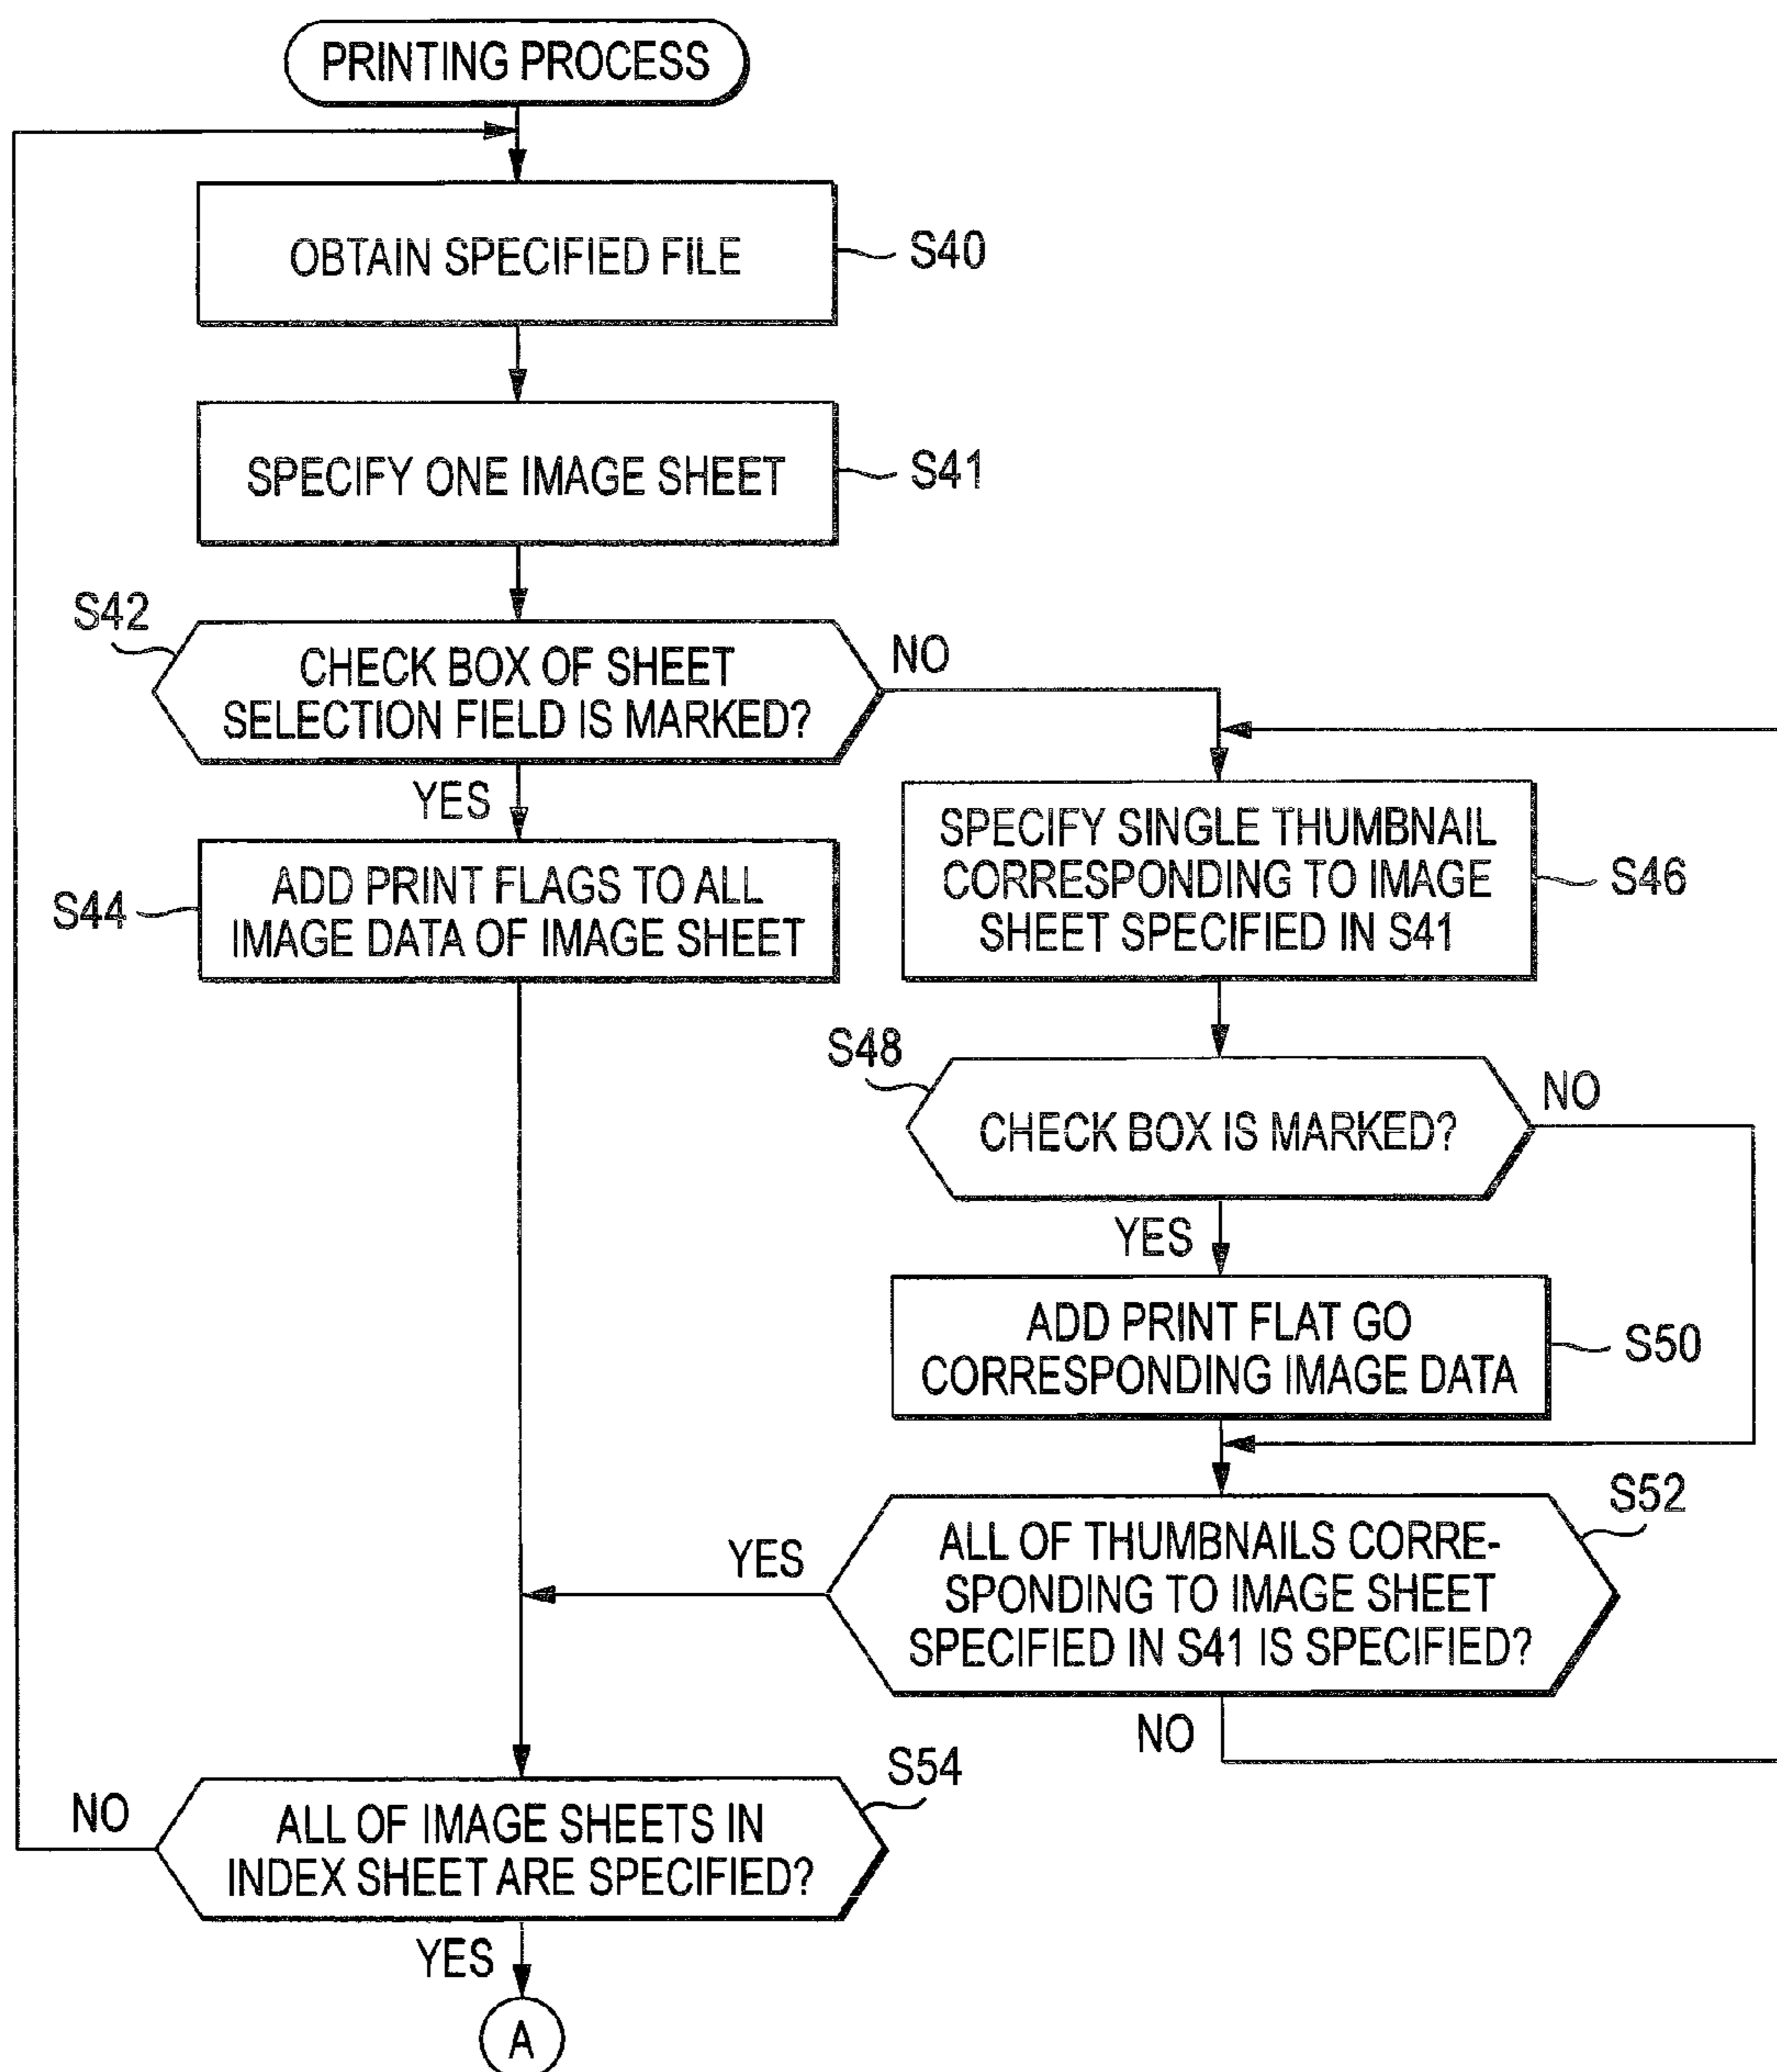 PRINTING PROCESS
OBTAIN SPECIFIED FILE
S40
SPECIFY ONE IMAGE SHEET
S41
S42
CHECK BOX OF SHEET
SELECTION FIELD IS MARKED?
NO
YES
S44
ADD PRINT FLAGS TO ALL
IMAGE DATA OF IMAGE SHEET
SPECIFY SINGLE THUMBNAIL
CORRESPONDING TO IMAGE
SHEET SPECIFIED IN S41
S46
S48
CHECK BOX IS MARKED?
NO
YES
ADD PRINT FLAT GO
CORRESPONDING IMAGE DATA
S50
S52
ALL OF THUMBNAILS CORRE-
SPONDING TO IMAGE SHEET
SPECIFIED IN S41 IS SPECIFIED?
YES
NO
S54
ALL OF IMAGE SHEETS IN
INDEX SHEET ARE SPECIFIED?
NO
YES
A